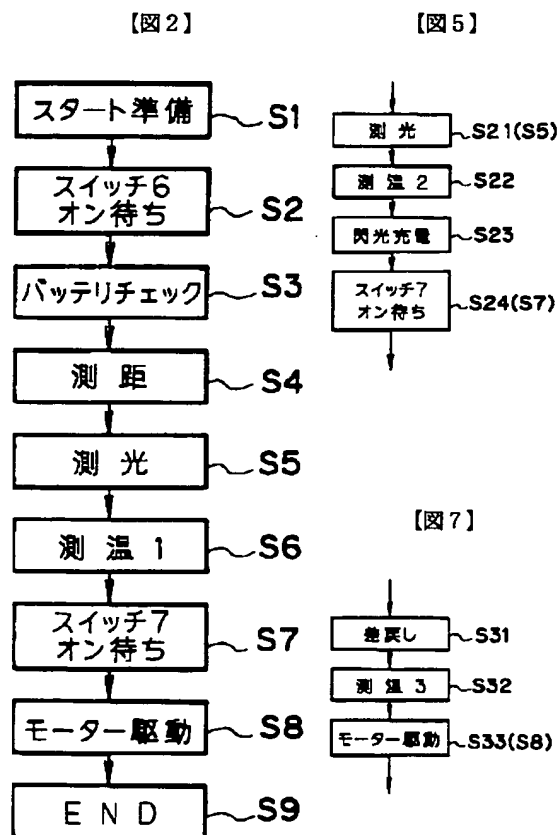 【図2】
スタート準備 S1
スイッチ6
オン待ち S2
バッテリチェック S3
測距 S4
測光 S5
測温1 S6
スイッチ7
オン待ち S7
モーター駆動 S8
END S9
【図5】
測光 S21(S5)
測温2 S22
閃光充電 S23
スイッチ7
オン待ち S24(S7)
【図7】
差戻し S31
測温3 S32
モーター駆動 S33(S8)